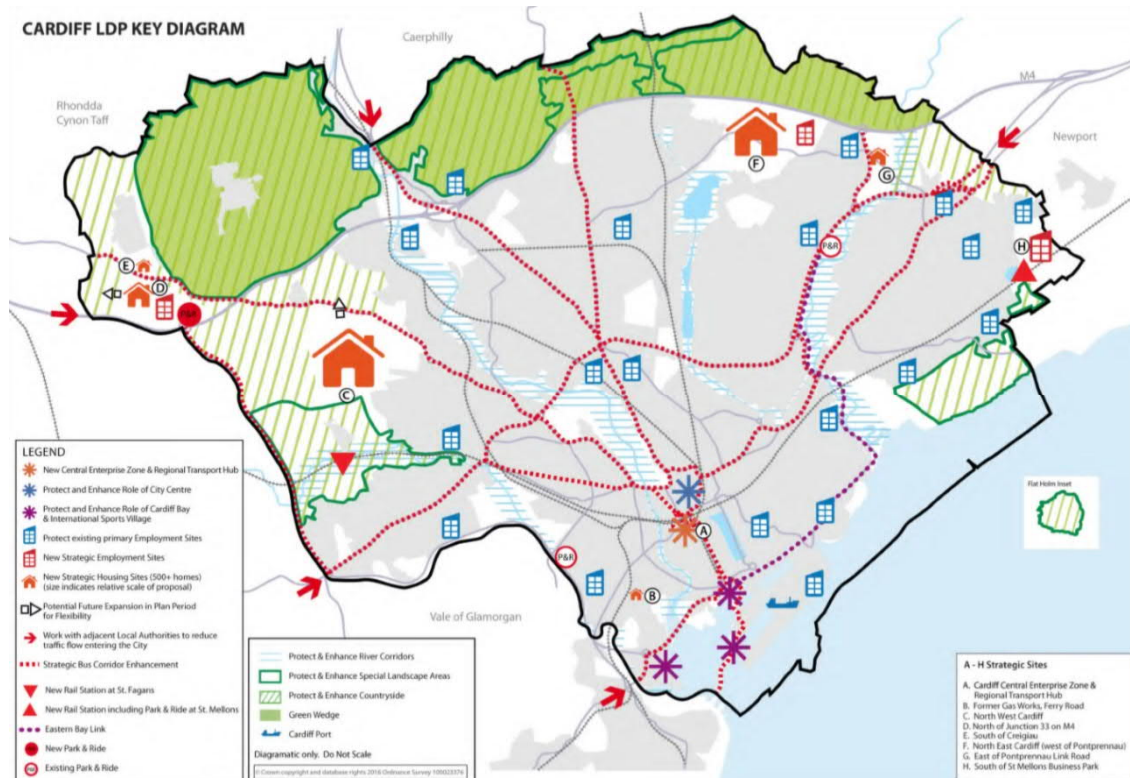 CARDIFF LDP KEY DIAGRAM
Caerphilly
Rhondda
Cynon Taff
M4
Newport
F
G
H
P&R
E
D
P&R
C
A
B
P&R
Vale of Glamorgan
Flat Holm Inset
LEGEND
New Central Enterprise Zone & Regional Transport Hub
Protect and Enhance Role of City Centre
Protect and Enhance Role of Cardiff Bay
& International Sports Village
Protect existing primary Employment Sites
New Strategic Employment Sites
New Strategic Housing Sites (500+ homes)
(size indicates relative scale of proposal)
Potential Future Expansion in Plan Period
for Flexibility
Work with adjacent Local Authorities to reduce
traffic flow entering the City
Strategic Bus Corridor Enhancement
New Rail Station at St. Fagans
New Rail Station including Park & Ride at St. Mellons
Eastern Bay Link
P&R New Park & Ride
P&R Existing Park & Ride
Protect & Enhance River Corridors
Protect & Enhance Special Landscape Areas
Protect & Enhance Countryside
Green Wedge
Cardiff Port
Diagramatic only. Do Not Scale
© Crown copyright and database rights 2016 Ordnance Survey
A - H Strategic Sites
A. Cardiff Central Enterprise Zone &
Regional Transport Hub
B. Former Gas Works, Ferry Road
C. North West Cardiff
D. North of Junction 33 on M4
E. South of Creigiau
F. North East Cardiff (west of Pontprennau)
G. East of Pontprennau Link Road
H. South of St Mellons Business Park